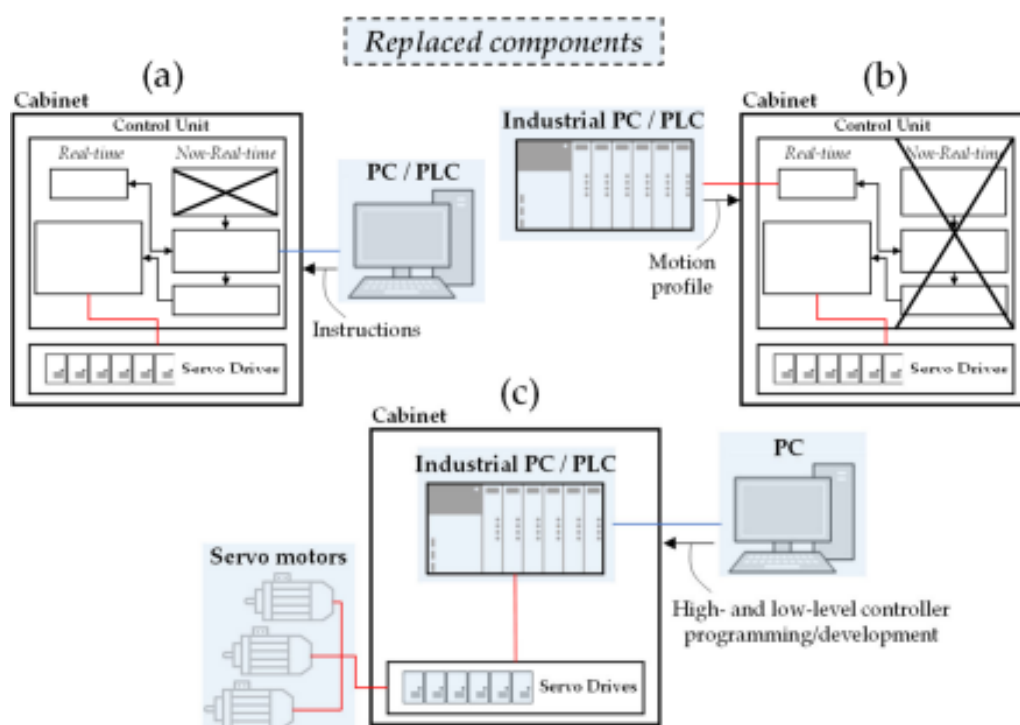 Replaced components
(a)
Cabinet
Control Unit
Real-time
Non-Real-time
PC / PLC
Instructions
Servo Drives
(b)
Industrial PC / PLC
Cabinet
Control Unit
Real-time
Non-Real-time
Motion
profile
Servo Drives
(c)
Cabinet
Industrial PC / PLC
PC
Servo motors
High- and low-level controller
programming/development
Servo Drives